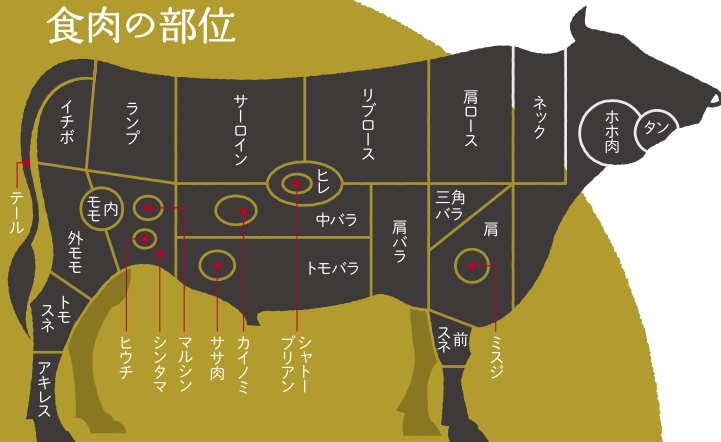 食肉の部位
イチボ
ランプ
サーロイン
リブロース
肩ロース
ネック
ホホ肉
タン
テール
内モモ
ヒレ
中バラ
三角バラ
肩
肩バラ
外モモ
トモバラ
トモスネ
前スネ
アキレス
ヒウチ
シンタマ
マルシン
ササ肉
カイノミ
シャトーブリアン
ミスジ